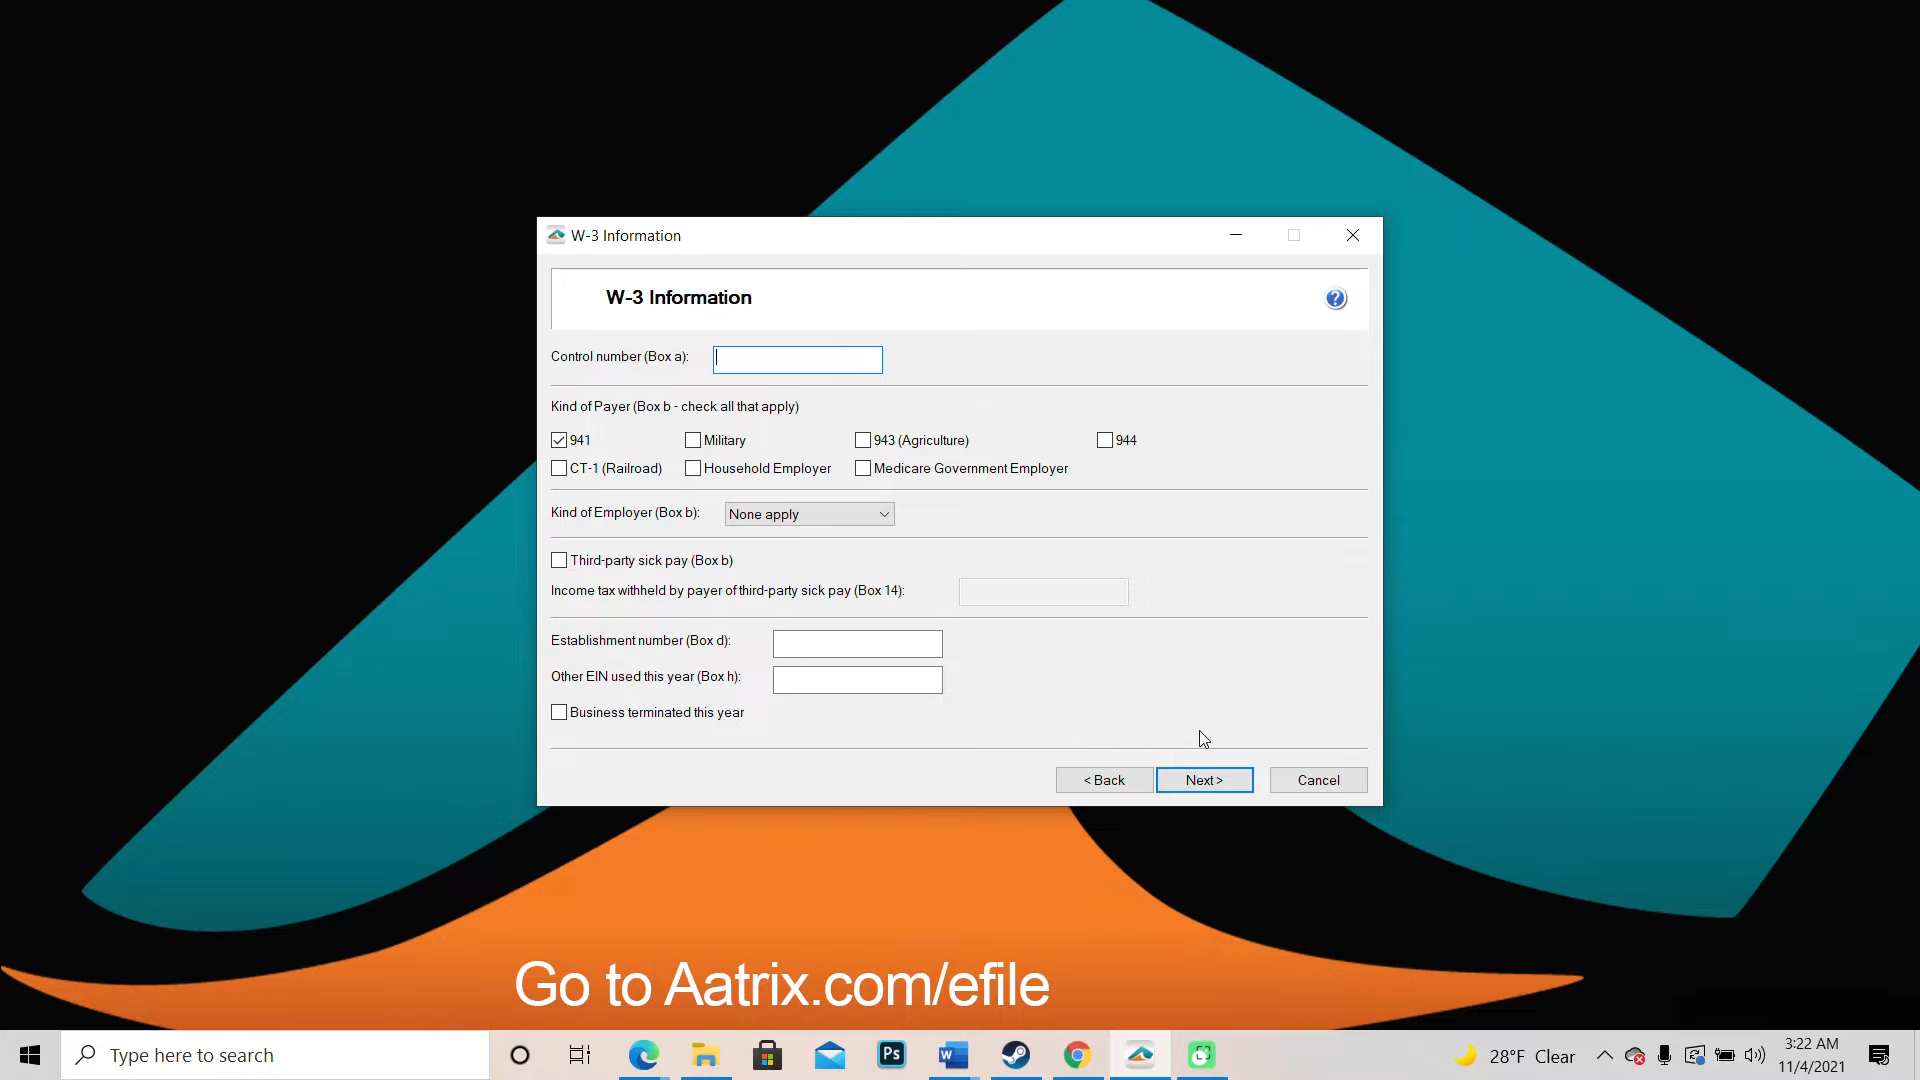 W-3 Information
W-3 Information
Control number (Box a):
Kind of Payer (Box b - check all that apply)
941 Military 943 (Agriculture) 944
CT-1 (Railroad) Household Employer Medicare Government Employer
Kind of Employer (Box b): None apply
Third-party sick pay (Box b)
Income tax withheld by payer of third-party sick pay (Box 14):
Establishment number (Box d):
Other EIN used this year (Box h):
Business terminated this year
< Back Next > Cancel
Go to Aatrix.com/efile
Type here to search Ps W 28°F Clear 3:22 AM
11/4/2021